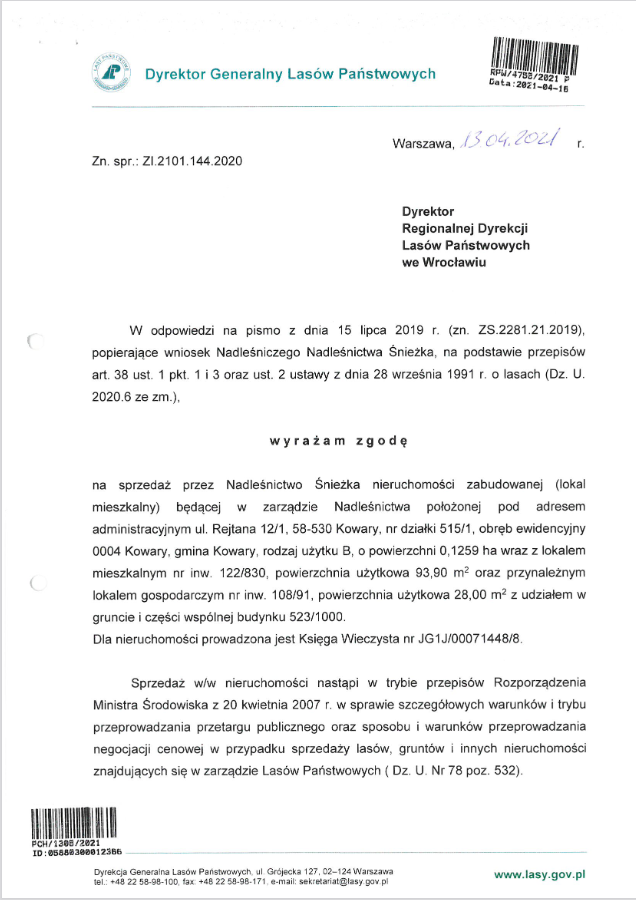 LASY PAŃSTWOWE
Dyrektor Generalny Lasów Państwowych
RPW/4758/2021 P
Data:2021-04-16
Warszawa, 13.04.2021 r.
Zn. spr.: ZI.2101.144.2020
Dyrektor
Regionalnej Dyrekcji
Lasów Państwowych
we Wrocławiu
W odpowiedzi na pismo z dnia 15 lipca 2019 r. (zn. ZS.2281.21.2019),
popierające wniosek Nadleśniczego Nadleśnictwa Śnieżka, na podstawie przepisów
art. 38 ust. 1 pkt. 1 i 3 oraz ust. 2 ustawy z dnia 28 września 1991 r. o lasach (Dz. U.
2020.6 ze zm.),
wyrażam zgodę
na sprzedaż przez Nadleśnictwo Śnieżka nieruchomości zabudowanej (lokal
mieszkalny) będącej w zarządzie Nadleśnictwa położonej pod adresem
administracyjnym ul. Rejtana 12/1, 58-530 Kowary, nr działki 515/1, obręb ewidencyjny
0004 Kowary, gmina Kowary, rodzaj użytku B, o powierzchni 0,1259 ha wraz z lokalem
mieszkalnym nr inw. 122/830, powierzchnia użytkowa 93,90 m² oraz przynależnym
lokalem gospodarczym nr inw. 108/91, powierzchnia użytkowa 28,00 m² z udziałem w
gruncie i części wspólnej budynku 523/1000.
Dla nieruchomości prowadzona jest Księga Wieczysta nr JG1J/00071448/8.
Sprzedaż w/w nieruchomości nastąpi w trybie przepisów Rozporządzenia
Ministra Środowiska z 20 kwietnia 2007 r. w sprawie szczegółowych warunków i trybu
przeprowadzania przetargu publicznego oraz sposobu i warunków przeprowadzania
negocjacji cenowej w przypadku sprzedaży lasów, gruntów i innych nieruchomości
znajdujących się w zarządzie Lasów Państwowych ( Dz. U. Nr 78 poz. 532).
PCH/1308/2021
ID:05880300012386
Dyrekcja Generalna Lasów Państwowych, ul. Grójecka 127, 02–124 Warszawa
tel.: +48 22 58-98-100, fax: +48 22 58-98-171, e-mail: sekretariat@lasy.gov.pl
www.lasy.gov.pl